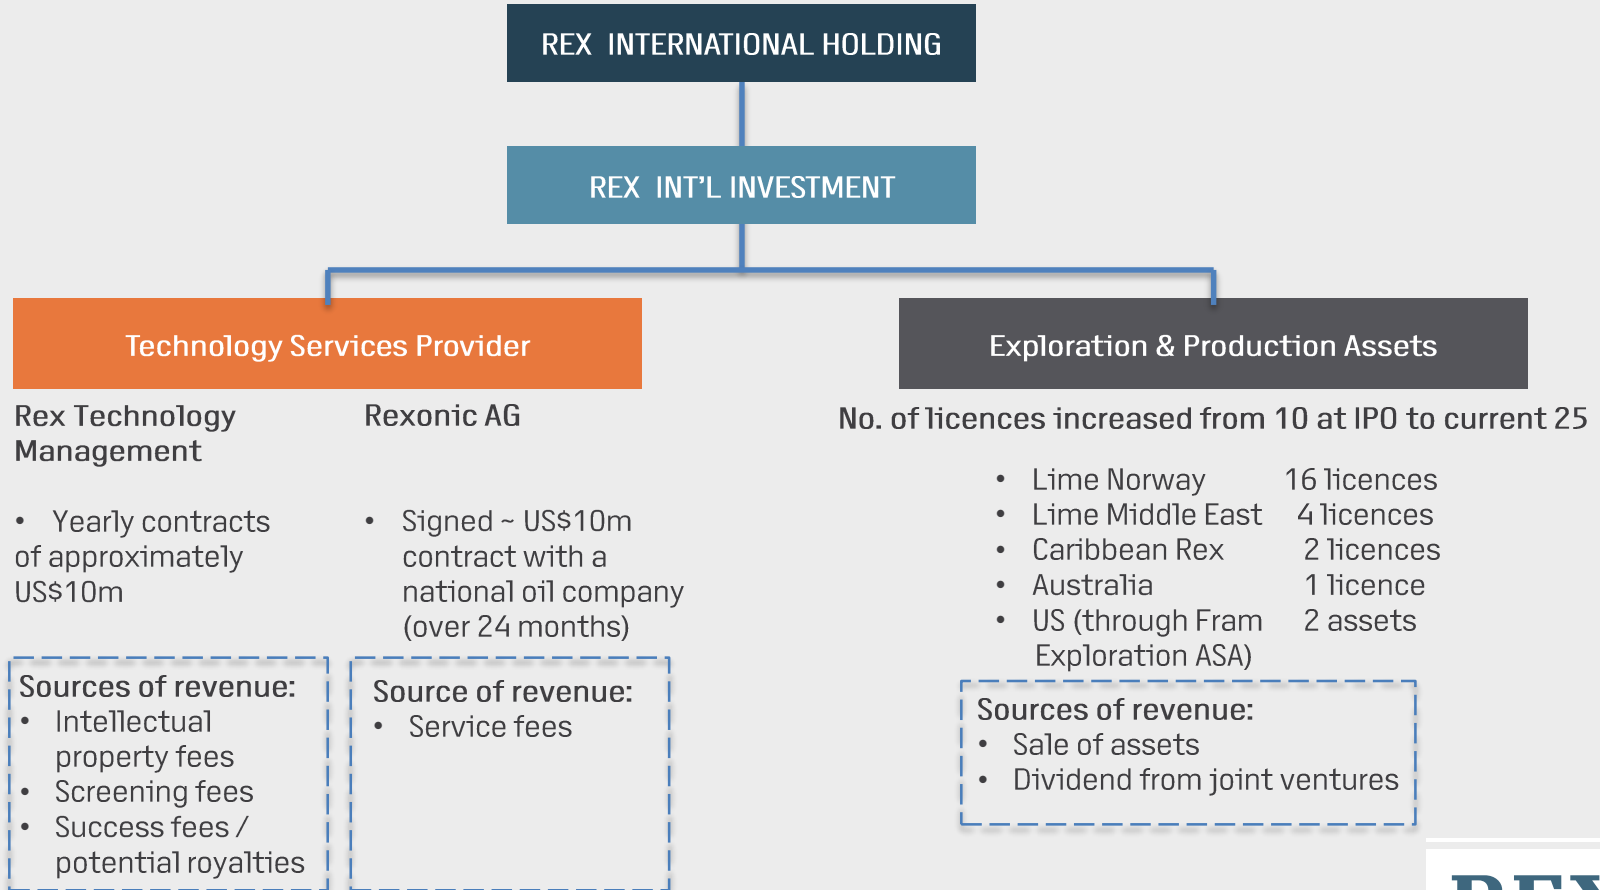 REX INTERNATIONAL HOLDING
REX INT'L INVESTMENT
Technology Services Provider
Rex Technology
Management
• Yearly contracts
of approximately
US$10m
Sources of revenue:
• Intellectual
property fees
• Screening fees
• Success fees /
potential royalties
Rexonic AG
• Signed ~ US$10m
contract with a
national oil company
(over 24 months)
Source of revenue:
• Service fees
Exploration & Production Assets
No. of licences increased from 10 at IPO to current 25
• Lime Norway 16 licences
• Lime Middle East 4 licences
• Caribbean Rex 2 licences
• Australia 1 licence
• US (through Fram 2 assets
Exploration ASA)
Sources of revenue:
• Sale of assets
• Dividend from joint ventures